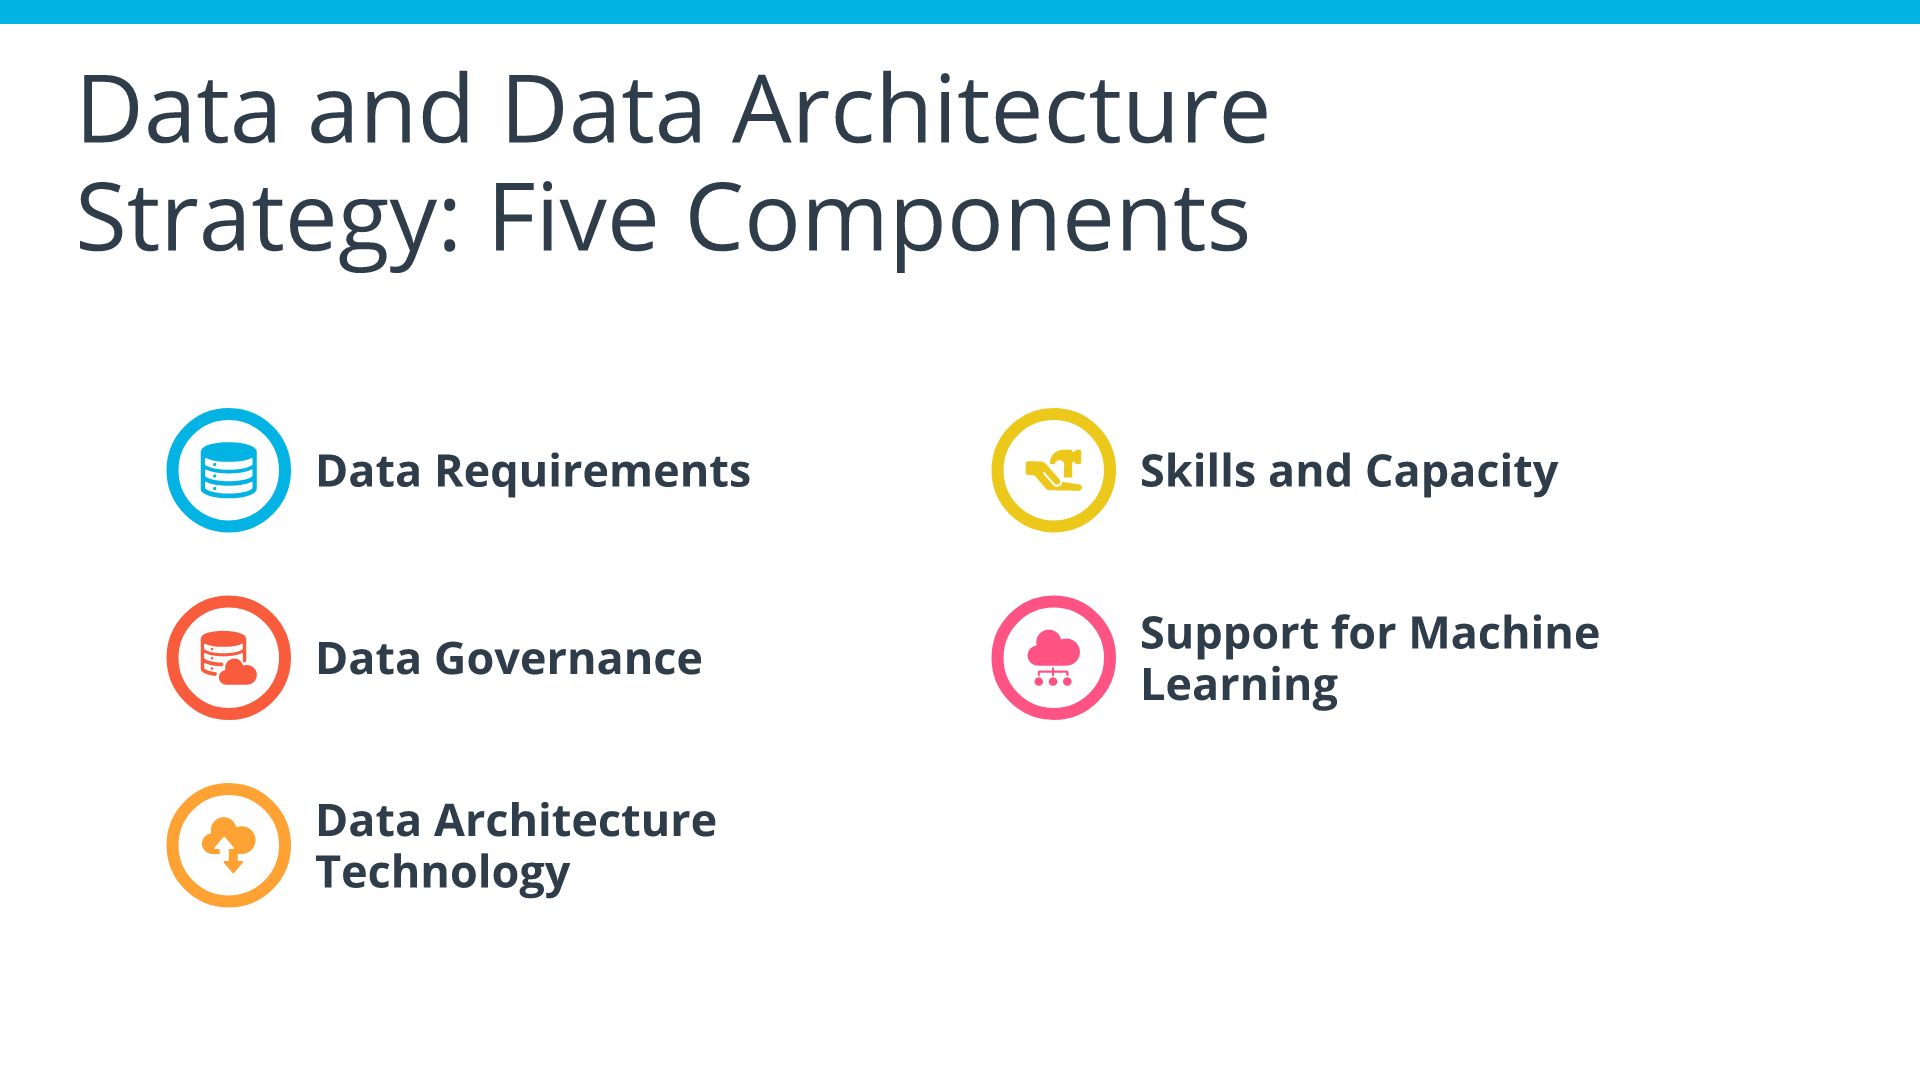 Data and Data Architecture
Strategy: Five Components
Data Requirements
Data Governance
Data Architecture
Technology
Skills and Capacity
Support for Machine
Learning